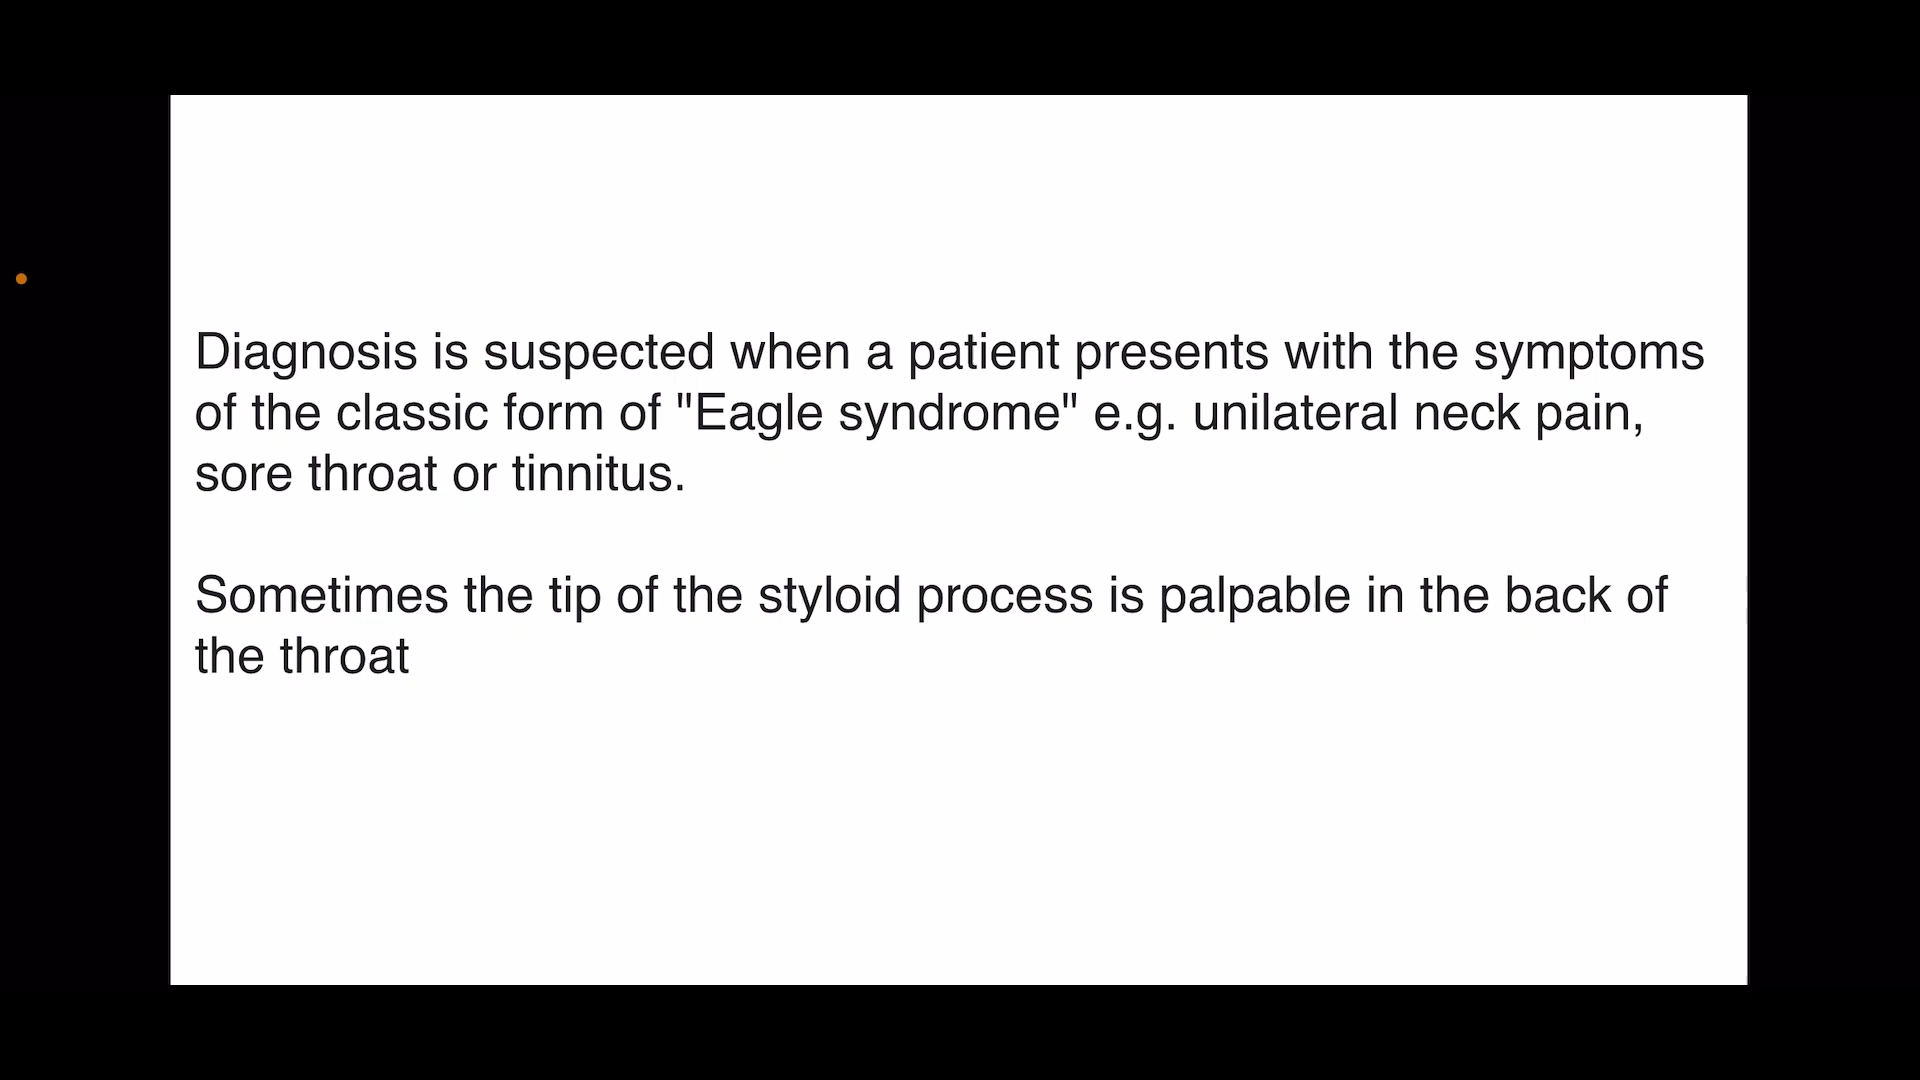 Diagnosis is suspected when a patient presents with the symptoms
of the classic form of "Eagle syndrome" e.g. unilateral neck pain,
sore throat or tinnitus.
Sometimes the tip of the styloid process is palpable in the back of
the throat